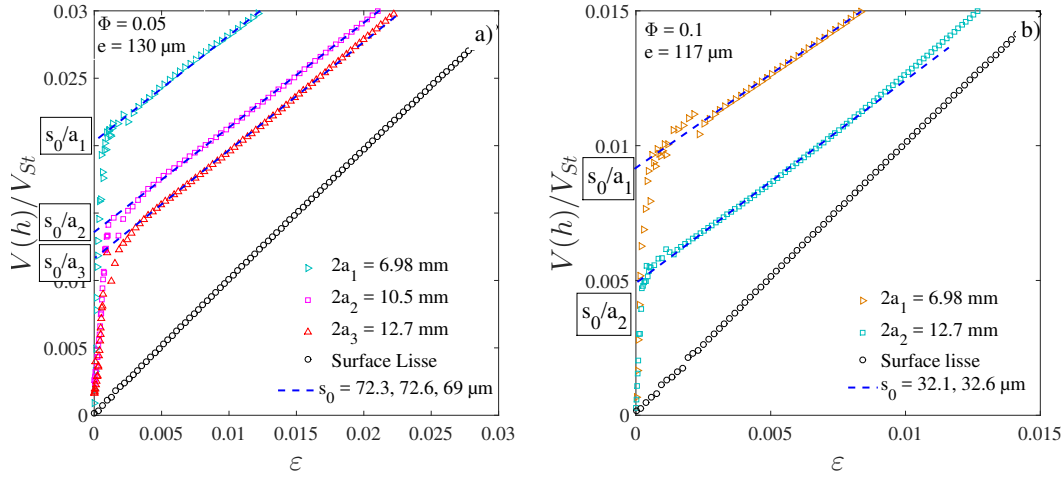 Φ = 0.05
e = 130 μm
a)
0.03
0.025
0.01
0.005
0
s₀/a₁
s₀/a₂
s₀/a₃
V(h)/V_St
2a₁ = 6.98 mm
2a₂ = 10.5 mm
2a₃ = 12.7 mm
Surface Lisse
s₀ = 72.3, 72.6, 69 μm
0 0.005 0.01 0.015 0.02 0.025 0.03
ε
Φ = 0.1
e = 117 μm
b)
0.015
0.01
0.005
0
s₀/a₁
s₀/a₂
V(h)/V_St
2a₁ = 6.98 mm
2a₂ = 12.7 mm
Surface lisse
s₀ = 32.1, 32.6 μm
0 0.005 0.01 0.015
ε